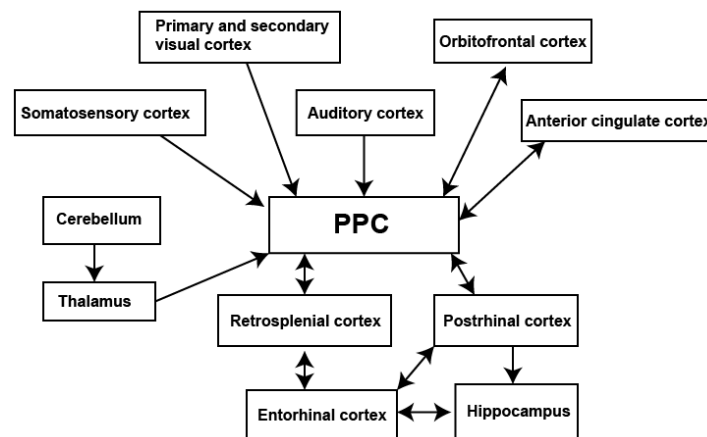 Primary and secondary
visual cortex
Orbitofrontal cortex
Somatosensory cortex
Auditory cortex
Anterior cingulate cortex
PPC
Cerebellum
Thalamus
Retrosplenial cortex
Postrhinal cortex
Entorhinal cortex
Hippocampus